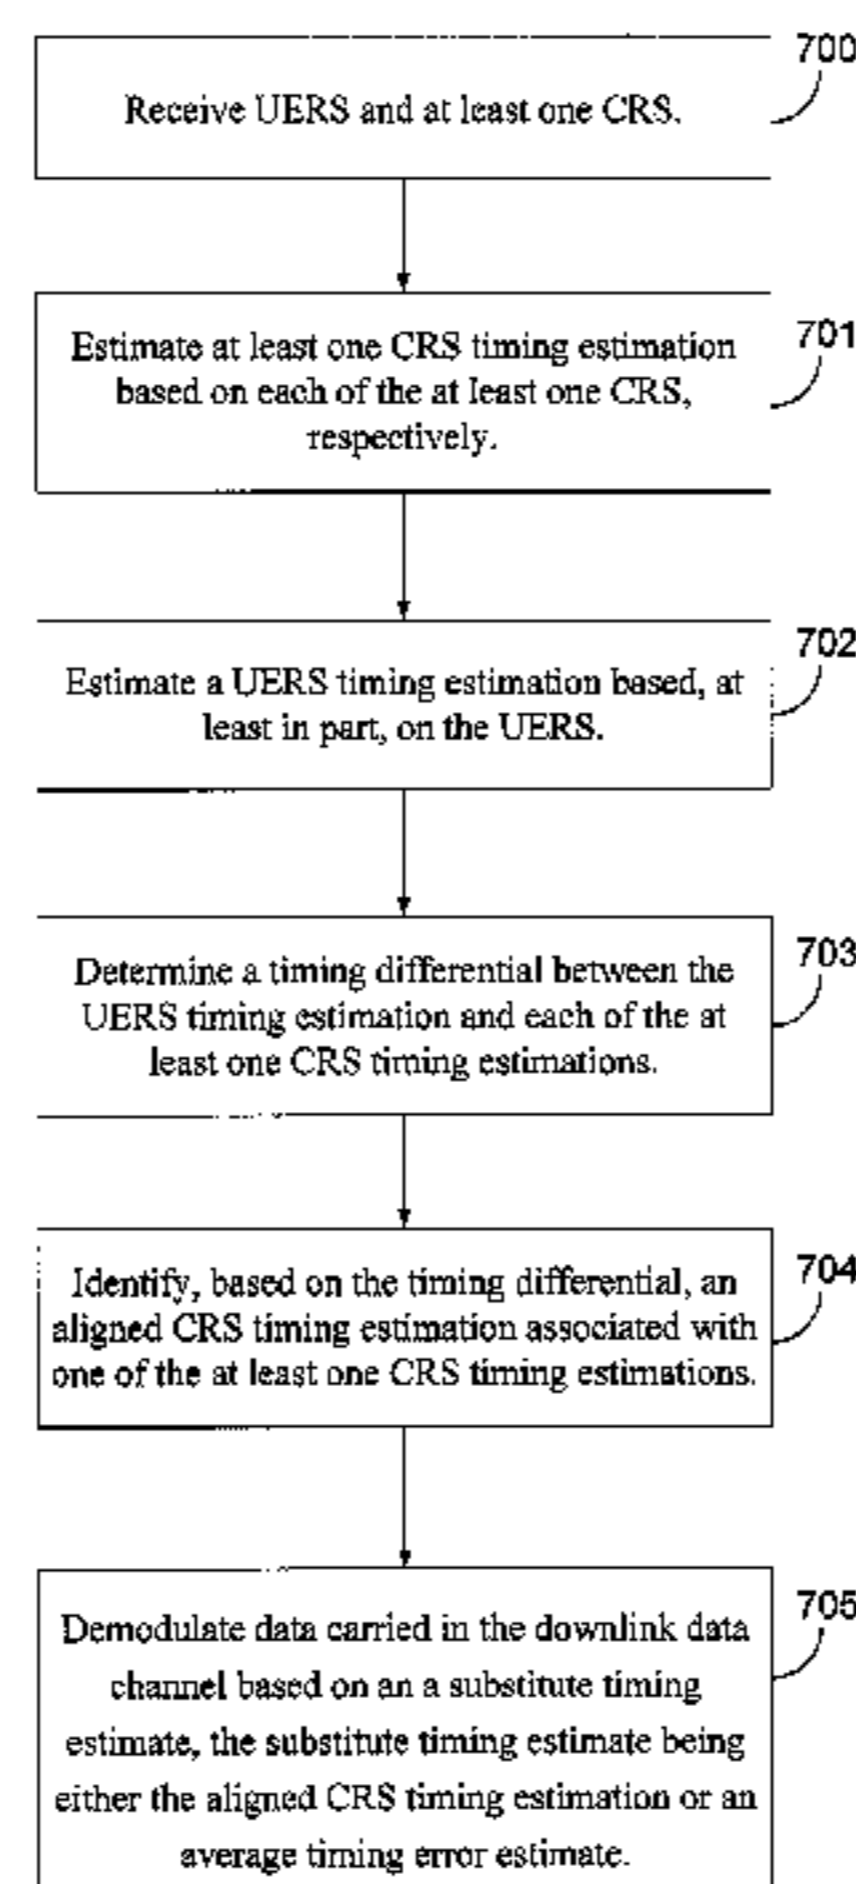 700
Receive UERS and at least one CRS.
701
Estimate at least one CRS timing estimation
based on each of the at least one CRS,
respectively.
702
Estimate a UERS timing estimation based, at
least in part, on the UERS.
703
Determine a timing differential between the
UERS timing estimation and each of the at
least one CRS timing estimations.
704
Identify, based on the timing differential, an
aligned CRS timing estimation associated with
one of the at least one CRS timing estimations.
705
Demodulate data carried in the downlink data
channel based on an a substitute timing
estimate, the substitute timing estimate being
either the aligned CRS timing estimation or an
average timing error estimate.